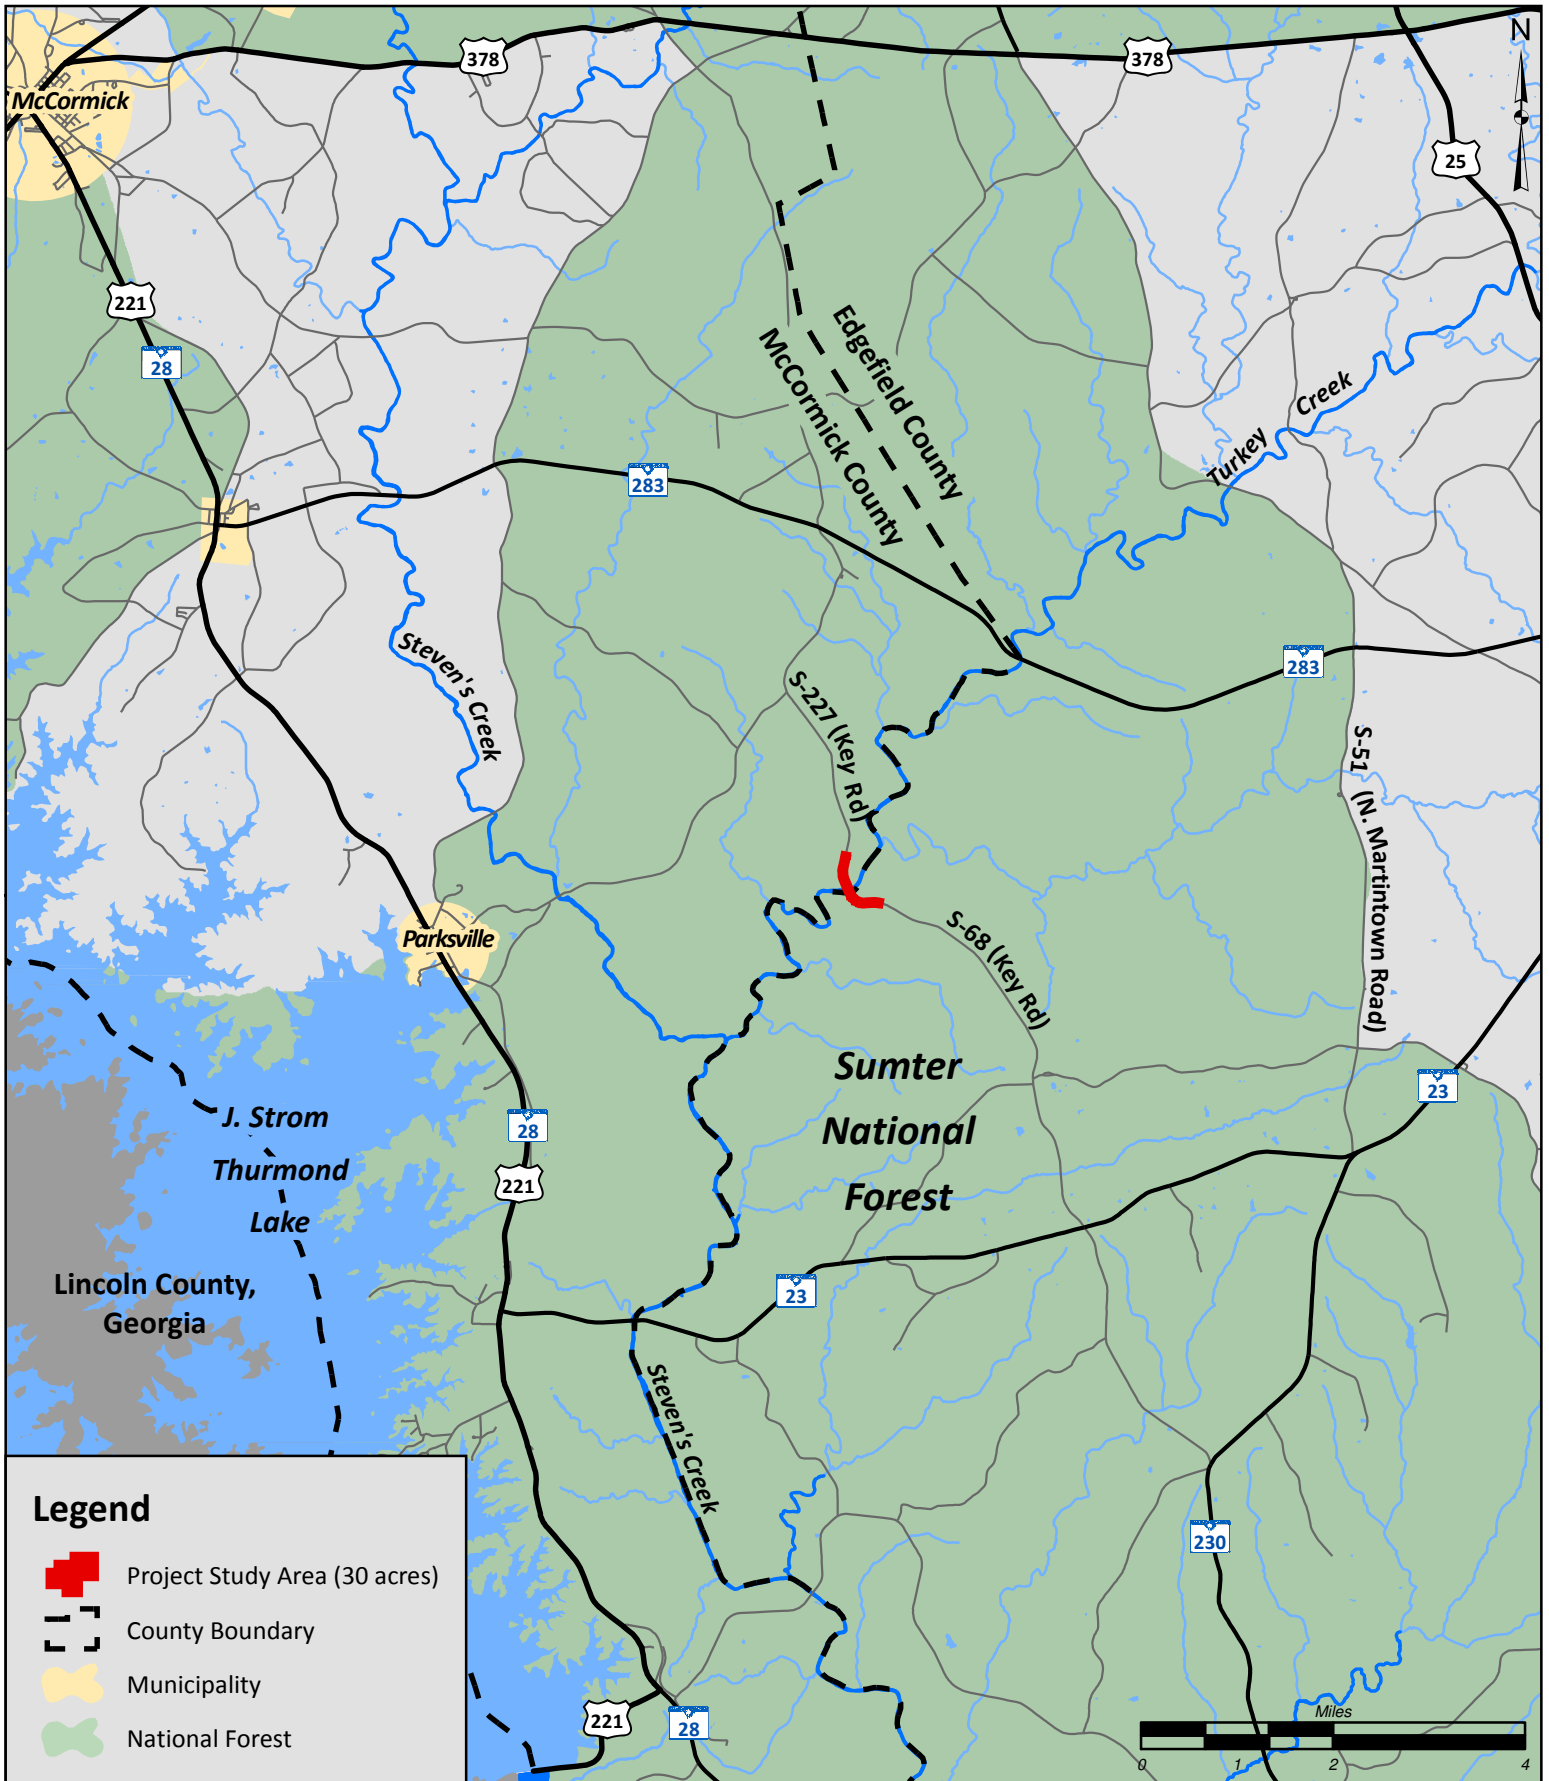 N
378
378
McCormick
25
221
28
Edgefield County
McCormick County
Turkey Creek
283
Steven's Creek
283
S-227 (Key Rd)
S-51 (N. Martintown Road)
Parksville
S-68 (Key Rd)
Sumter
National
Forest
23
J. Strom
Thurmond
Lake
28
221
Lincoln County,
Georgia
23
Steven's Creek
230
221
28
Legend
Project Study Area (30 acres)
County Boundary
Municipality
National Forest
Miles
0 1 2 4